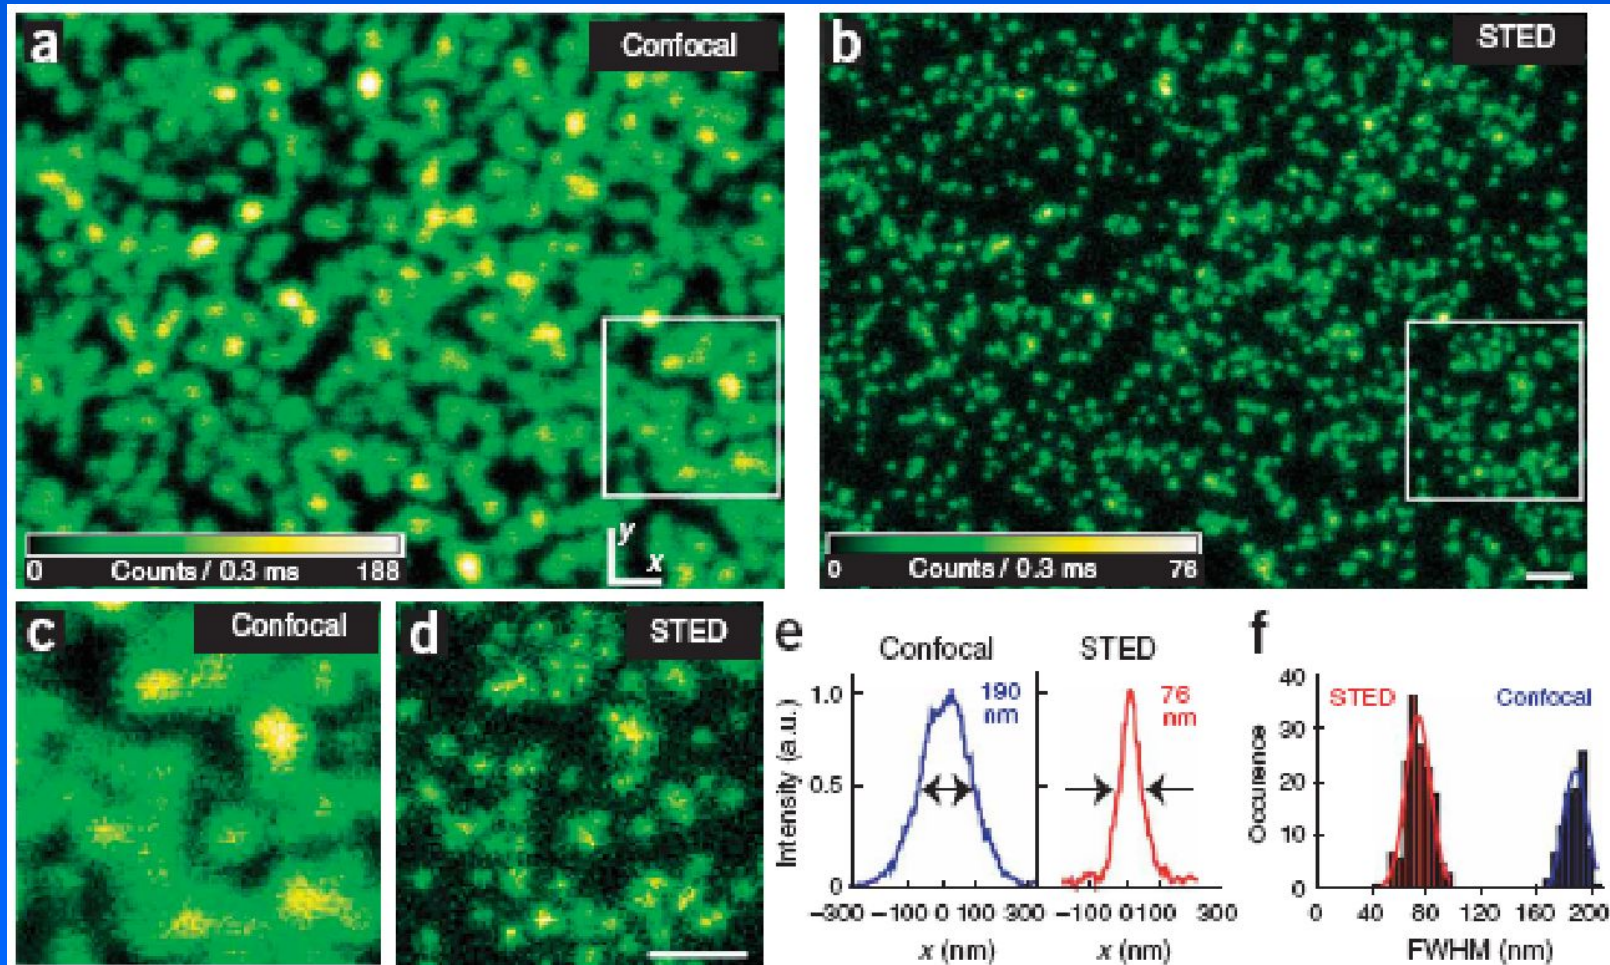 a
Confocal
b
STED
y
x
0 Counts / 0.3 ms 188
0 Counts / 0.3 ms 76
c
Confocal
d
STED
e
Confocal STED
Intensity (a.u.)
1.0
0.5
0
190
nm
76
nm
−300 −100 0 100 300
x (nm)
−100 0 100 300
x (nm)
f
Occurrence
40
30
20
10
0
STED
Confocal
0 40 80 120 160 200
FWHM (nm)